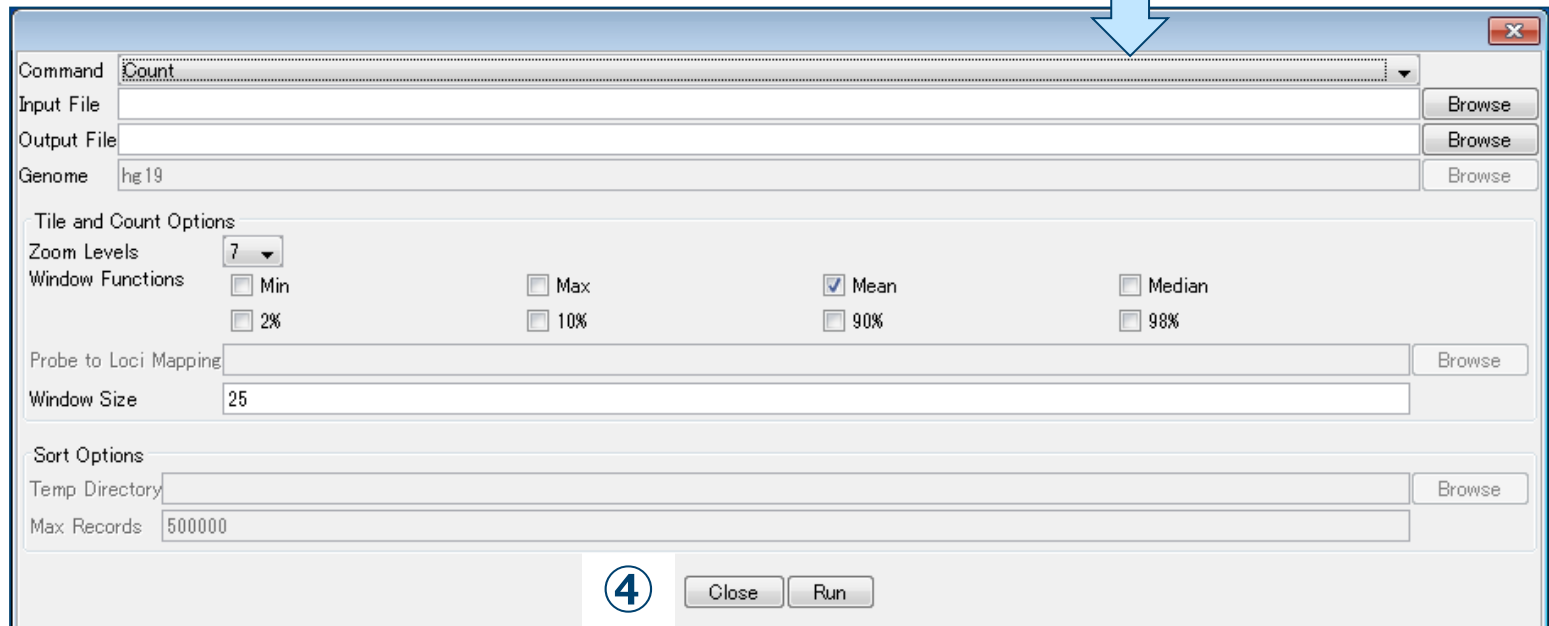 Command Count
Input File Browse
Output File Browse
Genome hg19 Browse
Tile and Count Options
Zoom Levels 7
Window Functions Min Max Mean Median
2% 10% 90% 98%
Probe to Loci Mapping Browse
Window Size 25
Sort Options
Temp Directory Browse
Max Records 500000
④ Close Run